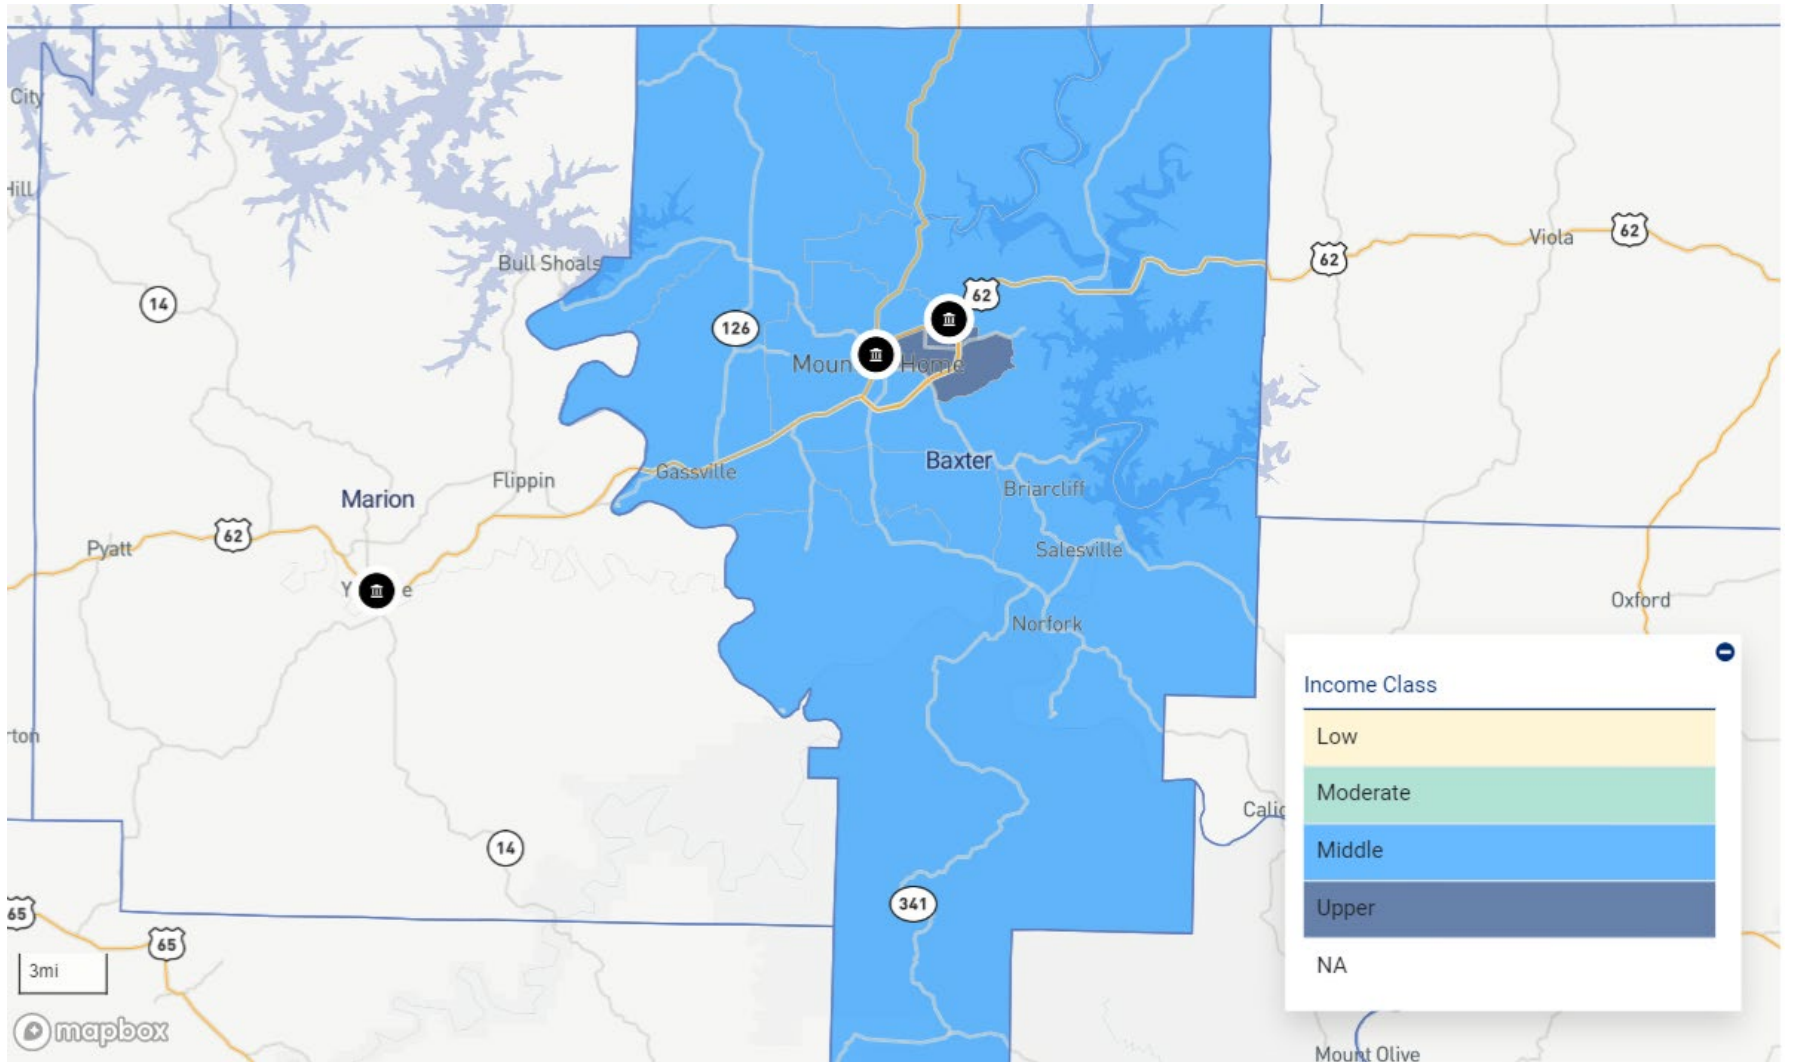 City
Hill
Bull Shoals
62
Viola
62
62
14
126
Moun
Home
Baxter
Gassville
Flippin
Marion
Briarcliff
62
Pyatt
Salesville
Y
e
Oxford
Norfork
Income Class
Low
Moderate
Middle
Upper
NA
rton
Calic
14
341
65
65
3mi
mapbox
Mount Olive